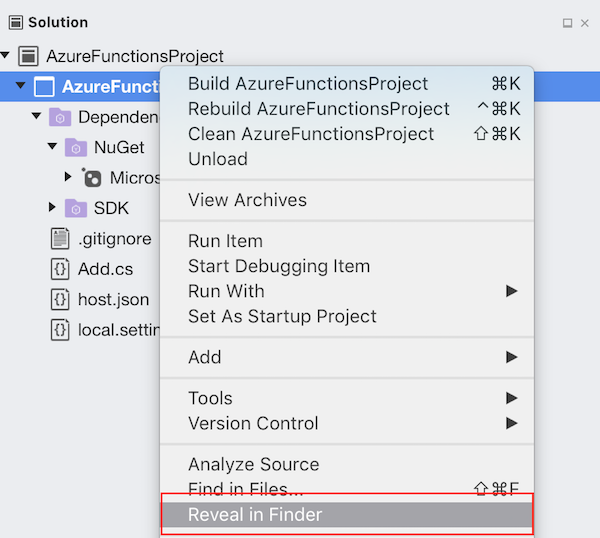 Solution
AzureFunctionsProject
AzureFuncti
Dependen
NuGet
Micros
SDK
.gitignore
Add.cs
host.json
local.settin
Build AzureFunctionsProject ⌘K
Rebuild AzureFunctionsProject ^⌘K
Clean AzureFunctionsProject ⇧⌘K
Unload
View Archives
Run Item
Start Debugging Item
Run With
Set As Startup Project
Add
Tools
Version Control
Analyze Source
Find in Files... ⇧⌘F
Reveal in Finder